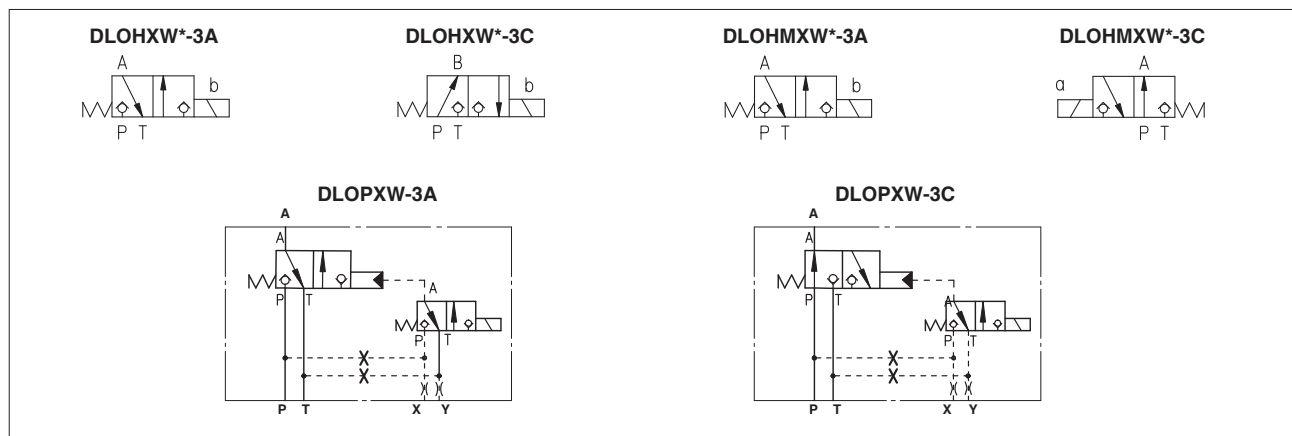 DLOHXW*-3A DLOHXW*-3C DLOHMXW*-3A DLOHMXW*-3C
A B A A
b b b a
P T P T P T P T
DLOPXW-3A DLOPXW-3C
A A
A A
P T P T
A A
P T P T
P T X Y P T X Y